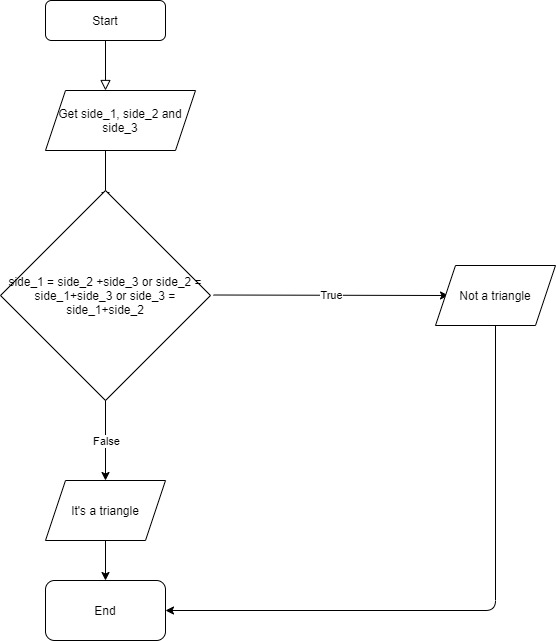 Start
Get side_1, side_2 and
side_3
side_1 = side_2 +side_3 or side_2 =
side_1+side_3 or side_3 =
side_1+side_2
True
Not a triangle
False
It's a triangle
End